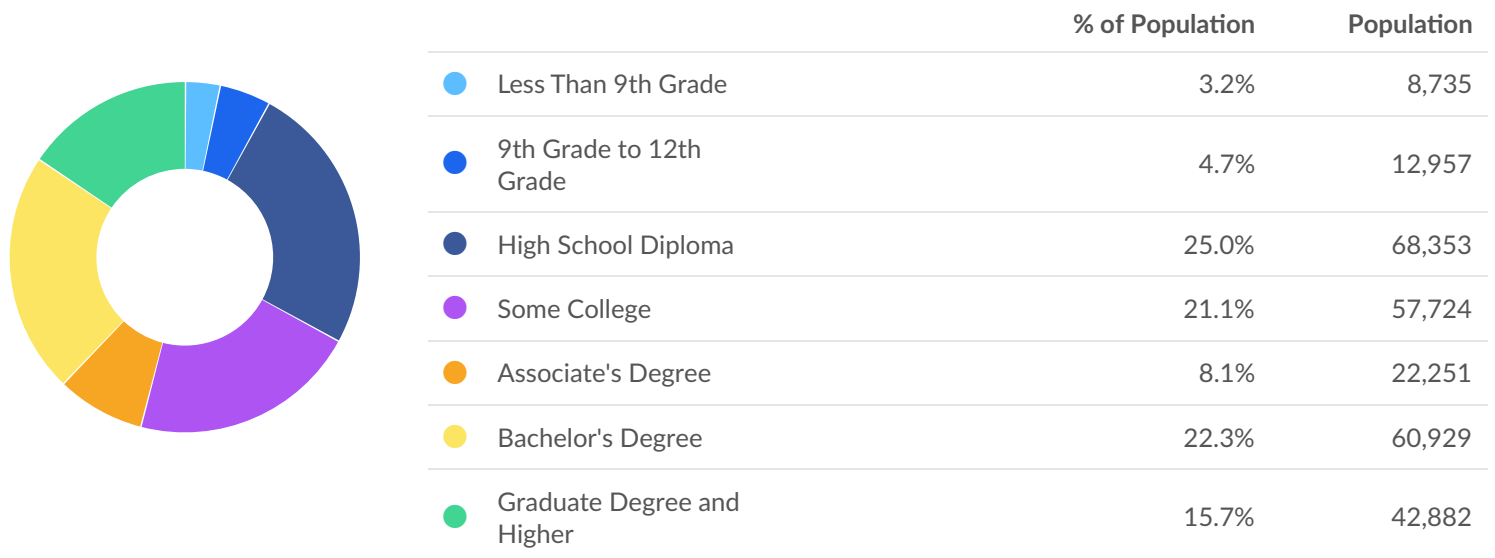 % of Population Population
Less Than 9th Grade 3.2% 8,735
9th Grade to 12th
Grade 4.7% 12,957
High School Diploma 25.0% 68,353
Some College 21.1% 57,724
Associate's Degree 8.1% 22,251
Bachelor's Degree 22.3% 60,929
Graduate Degree and
Higher 15.7% 42,882